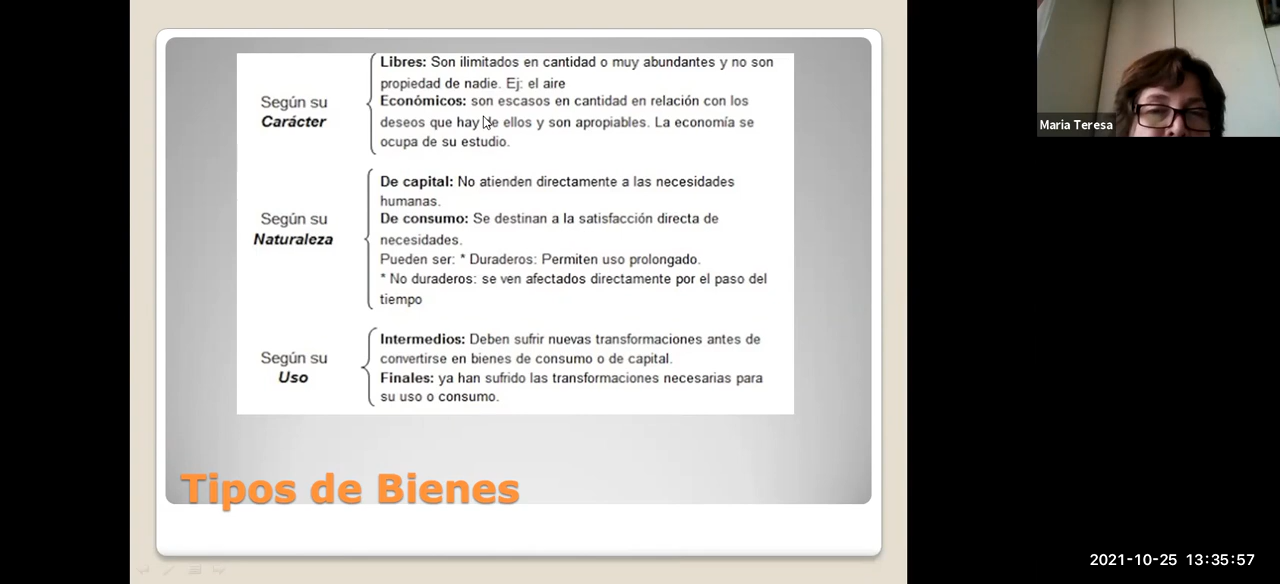 Según su
Carácter
Libres: Son ilimitados en cantidad o muy abundantes y no son
propiedad de nadie. Ej: el aire
Económicos: son escasos en cantidad en relación con los
deseos que hay de ellos y son apropiables. La economía se
ocupa de su estudio.
Según su
Naturaleza
De capital: No atienden directamente a las necesidades
humanas.
De consumo: Se destinan a la satisfacción directa de
necesidades.
Pueden ser: * Duraderos: Permiten uso prolongado.
* No duraderos: se ven afectados directamente por el paso del
tiempo
Según su
Uso
Intermedios: Deben sufrir nuevas transformaciones antes de
convertirse en bienes de consumo o de capital.
Finales: ya han sufrido las transformaciones necesarias para
su uso o consumo.
Tipos de Bienes
Maria Teresa
2021-10-25 13:35:57